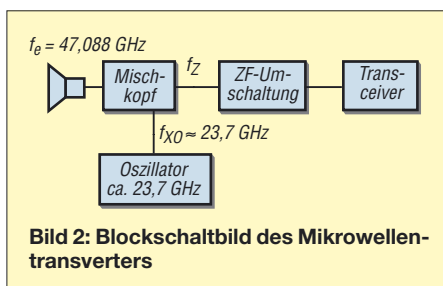 fe = 47,088 GHz
Misch-
kopf
fZ
ZF-Um-
schaltung
Trans-
ceiver
fXO ≈ 23,7 GHz
Oszillator
ca. 23,7 GHz
Bild 2: Blockschaltbild des Mikrowellen-
transverters